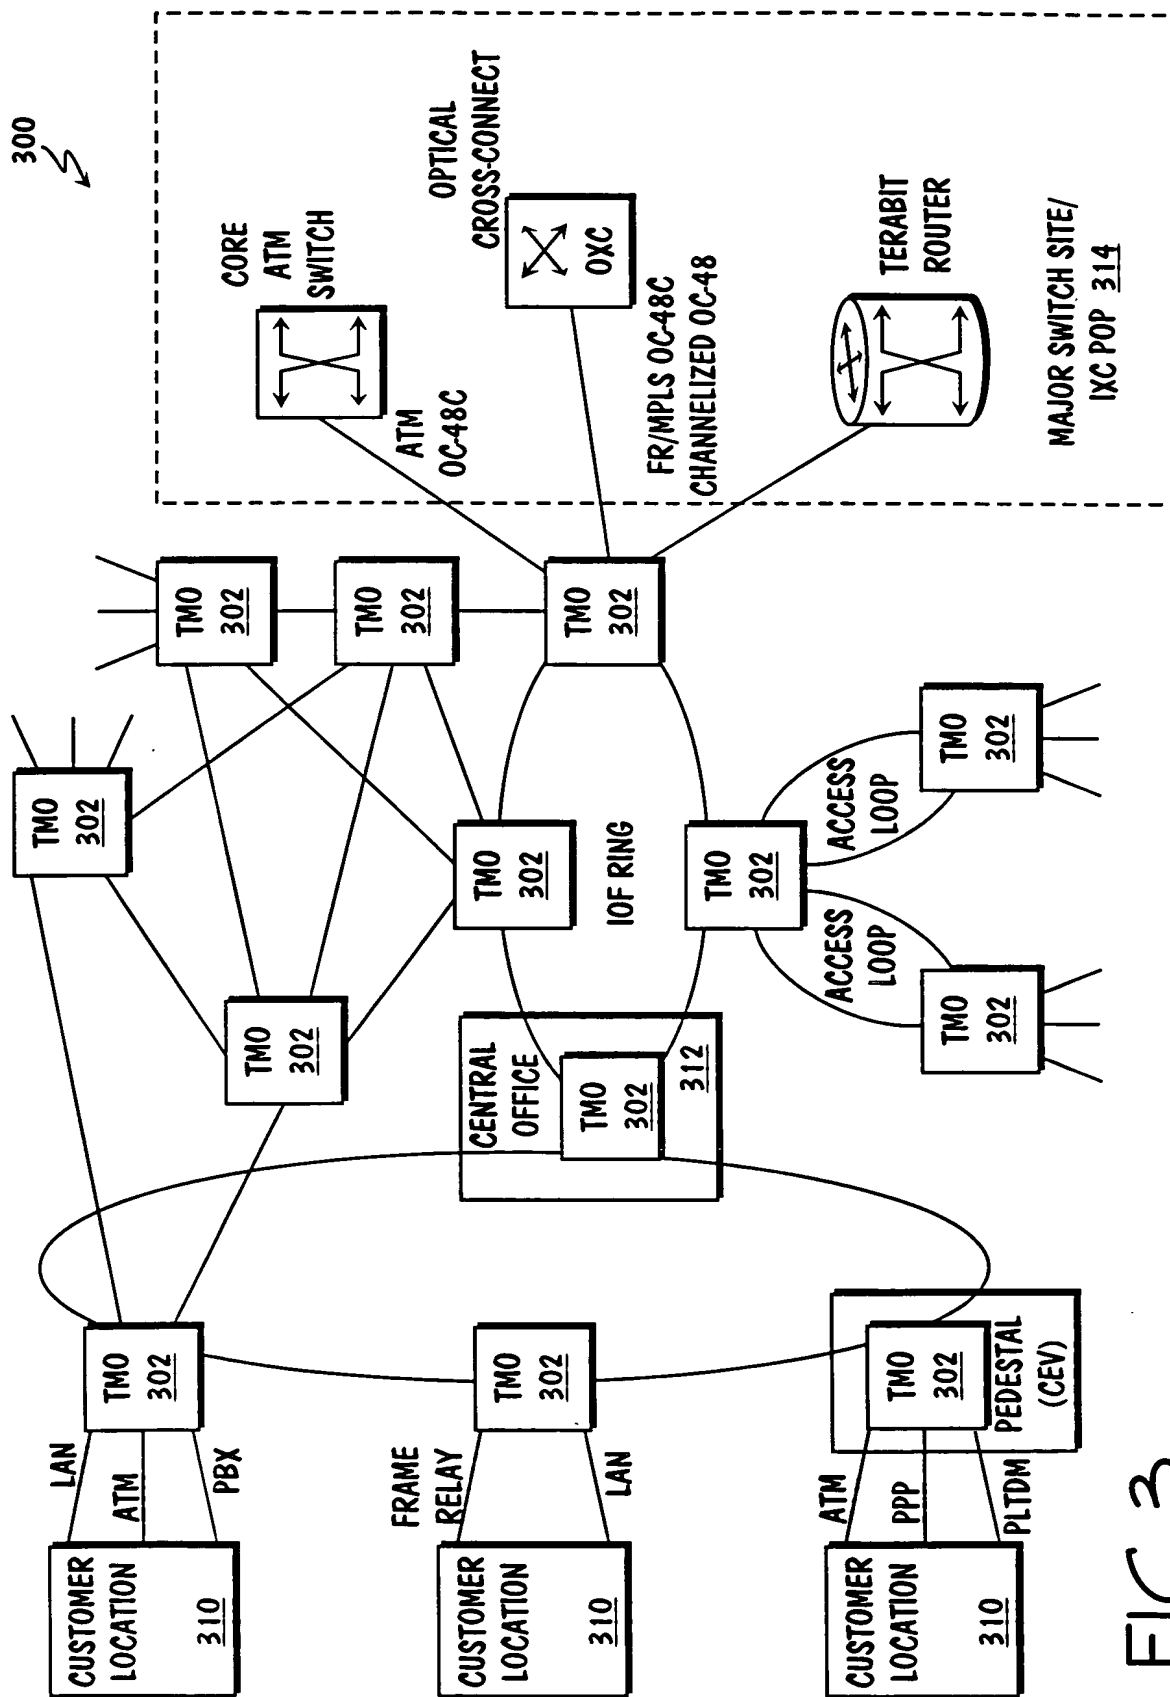 300
CORE
ATM
SWITCH
OPTICAL
CROSS-CONNECT
OXC
TERABIT
ROUTER
ATM
OC-48C
FR/MPLS OC-48C
CHANNELIZED OC-48
MAJOR SWITCH SITE/
IXC POP 314
TMO
302
TMO
302
TMO
302
TMO
302
TMO
302
TMO
302
TMO
302
IOF RING
ACCESS
LOOP
ACCESS
LOOP
TMO
302
TMO
302
CENTRAL
OFFICE
TMO
302
312
TMO
302
TMO
302
TMO
302
PEDESTAL
(CEV)
LAN
ATM
PBX
FRAME
RELAY
LAN
ATM
PPP
PLTDM
CUSTOMER
LOCATION
310
CUSTOMER
LOCATION
310
CUSTOMER
LOCATION
310
FIG 3